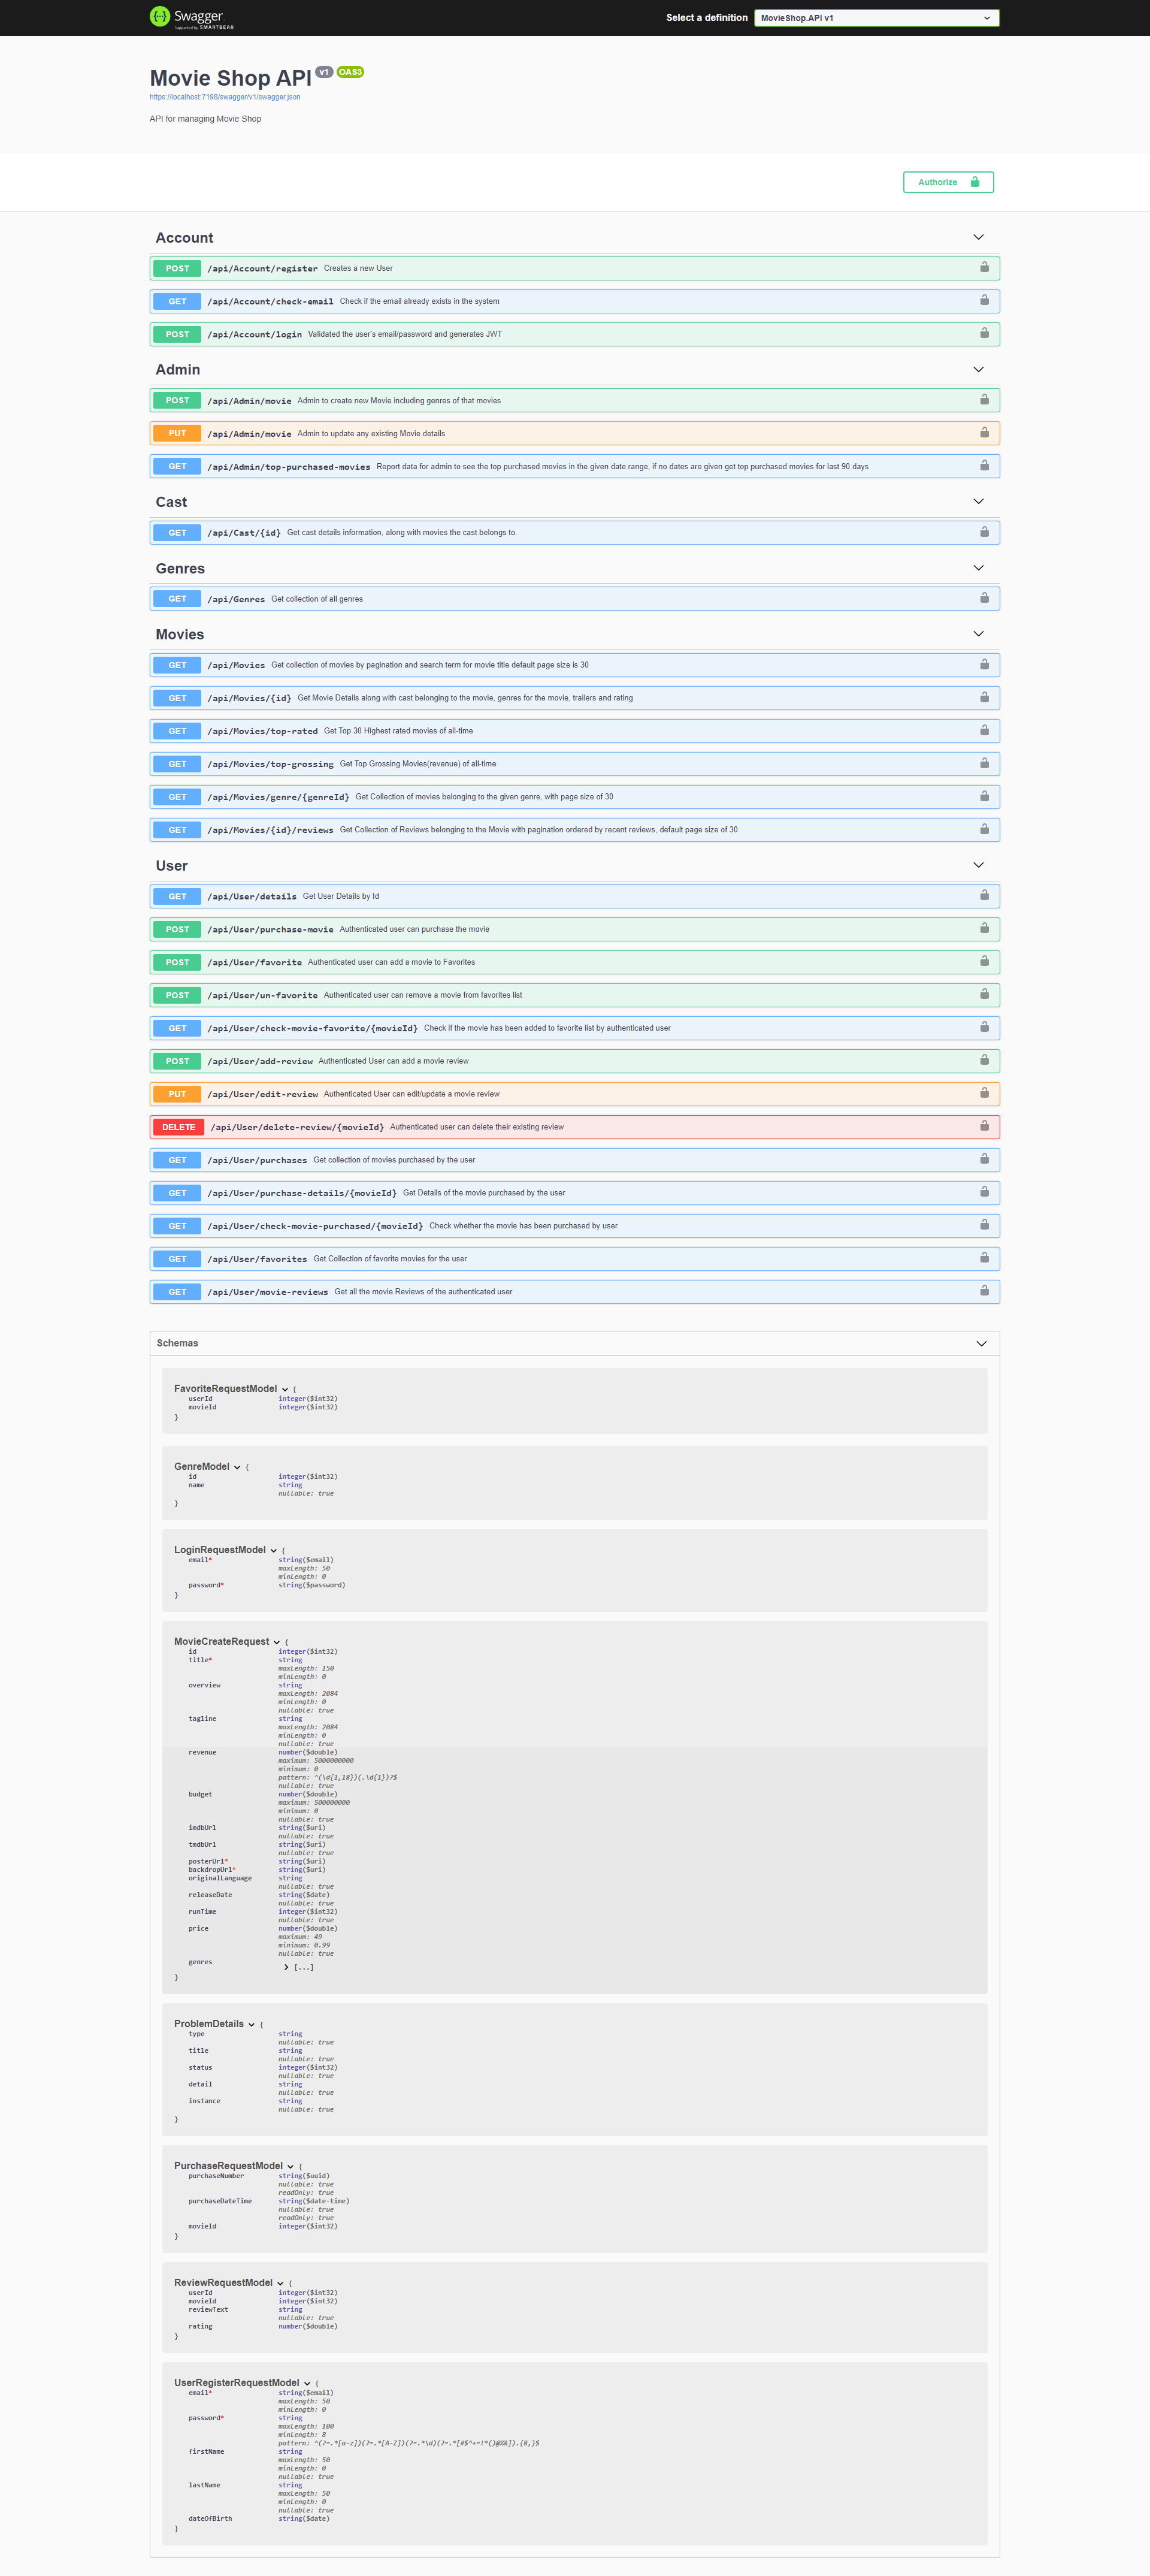 Swagger
Supported by SMARTBEAR
Select a definition
MovieShop.API v1
Movie Shop API v1 OAS3
https://localhost:7198/swagger/v1/swagger.json
API for managing Movie Shop
Authorize
Account
POST /api/Account/register Creates a new User
GET /api/Account/check-email Check if the email already exists in the system
POST /api/Account/login Validated the user's email/password and generates JWT
Admin
POST /api/Admin/movie Admin to create new Movie including genres of that movies
PUT /api/Admin/movie Admin to update any existing Movie details
GET /api/Admin/top-purchased-movies Report data for admin to see the top purchased movies in the given date range, if no dates are given get top purchased movies for last 90 days
Cast
GET /api/Cast/{id} Get cast details information, along with movies the cast belongs to.
Genres
GET /api/Genres Get collection of all genres
Movies
GET /api/Movies Get collection of movies by pagination and search term for movie title default page size is 30
GET /api/Movies/{id} Get Movie Details along with cast belonging to the movie, genres for the movie, trailers and rating
GET /api/Movies/top-rated Get Top 30 Highest rated movies of all-time
GET /api/Movies/top-grossing Get Top Grossing Movies(revenue) of all-time
GET /api/Movies/genre/{genreId} Get Collection of movies belonging to the given genre, with page size of 30
GET /api/Movies/{id}/reviews Get Collection of Reviews belonging to the Movie with pagination ordered by recent reviews, default page size of 30
User
GET /api/User/details Get User Details by Id
POST /api/User/purchase-movie Authenticated user can purchase the movie
POST /api/User/favorite Authenticated user can add a movie to Favorites
POST /api/User/un-favorite Authenticated user can remove a movie from favorites list
GET /api/User/check-movie-favorite/{movieId} Check if the movie has been added to favorite list by authenticated user
POST /api/User/add-review Authenticated User can add a movie review
PUT /api/User/edit-review Authenticated User can edit/update a movie review
DELETE /api/User/delete-review/{movieId} Authenticated user can delete their existing review
GET /api/User/purchases Get collection of movies purchased by the user
GET /api/User/purchase-details/{movieId} Get Details of the movie purchased by the user
GET /api/User/check-movie-purchased/{movieId} Check whether the movie has been purchased by user
GET /api/User/favorites Get Collection of favorite movies for the user
GET /api/User/movie-reviews Get all the movie Reviews of the authenticated user
Schemas
FavoriteRequestModel {
userId integer($int32)
movieId integer($int32)
}
GenreModel {
id integer($int32)
name string
nullable: true
}
LoginRequestModel {
email* string($email)
maxLength: 50
minLength: 0
password* string($password)
}
MovieCreateRequest {
id integer($int32)
title* string
maxLength: 150
minLength: 0
overview string
maxLength: 2084
minLength: 0
nullable: true
tagline string
maxLength: 2084
minLength: 0
nullable: true
revenue number($double)
maximum: 5000000000
minimum: 0
pattern: ^(\d{1,18})(.\d{1})?$
nullable: true
budget number($double)
maximum: 500000000
minimum: 0
nullable: true
imdbUrl string($uri)
nullable: true
tmdbUrl string($uri)
nullable: true
posterUrl* string($uri)
backdropUrl* string($uri)
originalLanguage string
nullable: true
releaseDate string($date)
nullable: true
runTime integer($int32)
nullable: true
price number($double)
maximum: 49
minimum: 0.99
nullable: true
genres [...]
}
ProblemDetails {
type string
nullable: true
title string
nullable: true
status integer($int32)
nullable: true
detail string
nullable: true
instance string
nullable: true
}
PurchaseRequestModel {
purchaseNumber string($uuid)
nullable: true
readOnly: true
purchaseDateTime string($date-time)
nullable: true
readOnly: true
movieId integer($int32)
}
ReviewRequestModel {
userId integer($int32)
movieId integer($int32)
reviewText string
nullable: true
rating number($double)
}
UserRegisterRequestModel {
email* string($email)
maxLength: 50
minLength: 0
password* string
maxLength: 100
minLength: 8
pattern: ^(?=.*[a-z])(?=.*[A-Z])(?=.*\d)(?=.*[#$^+=!*()@%&]).{8,}$
firstName string
maxLength: 50
minLength: 0
nullable: true
lastName string
maxLength: 50
minLength: 0
nullable: true
dateOfBirth string($date)
}